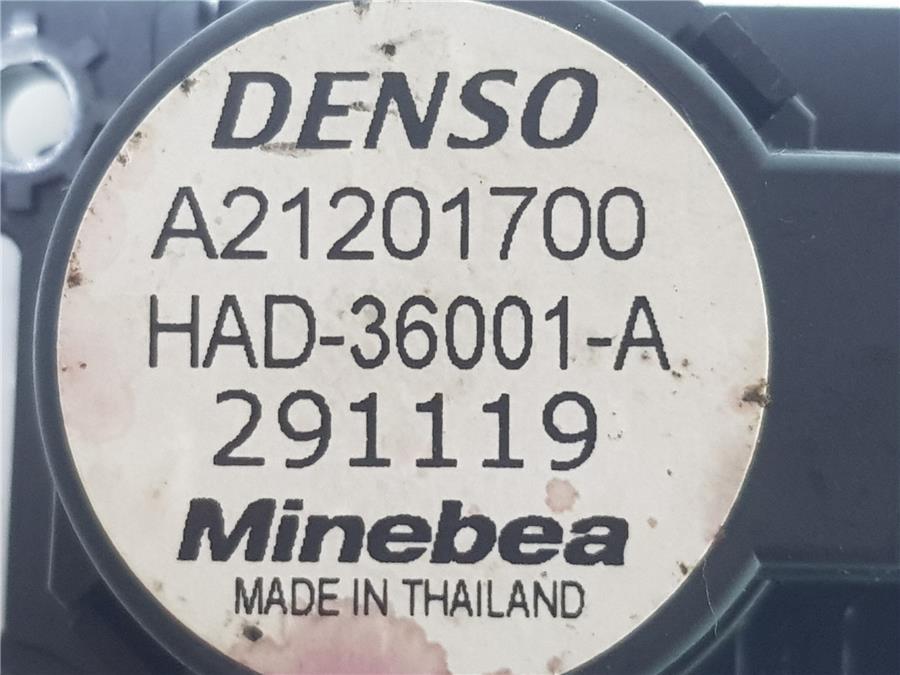 DENSO
A21201700
HAD-36001-A
291119
Minebea
MADE IN THAILAND